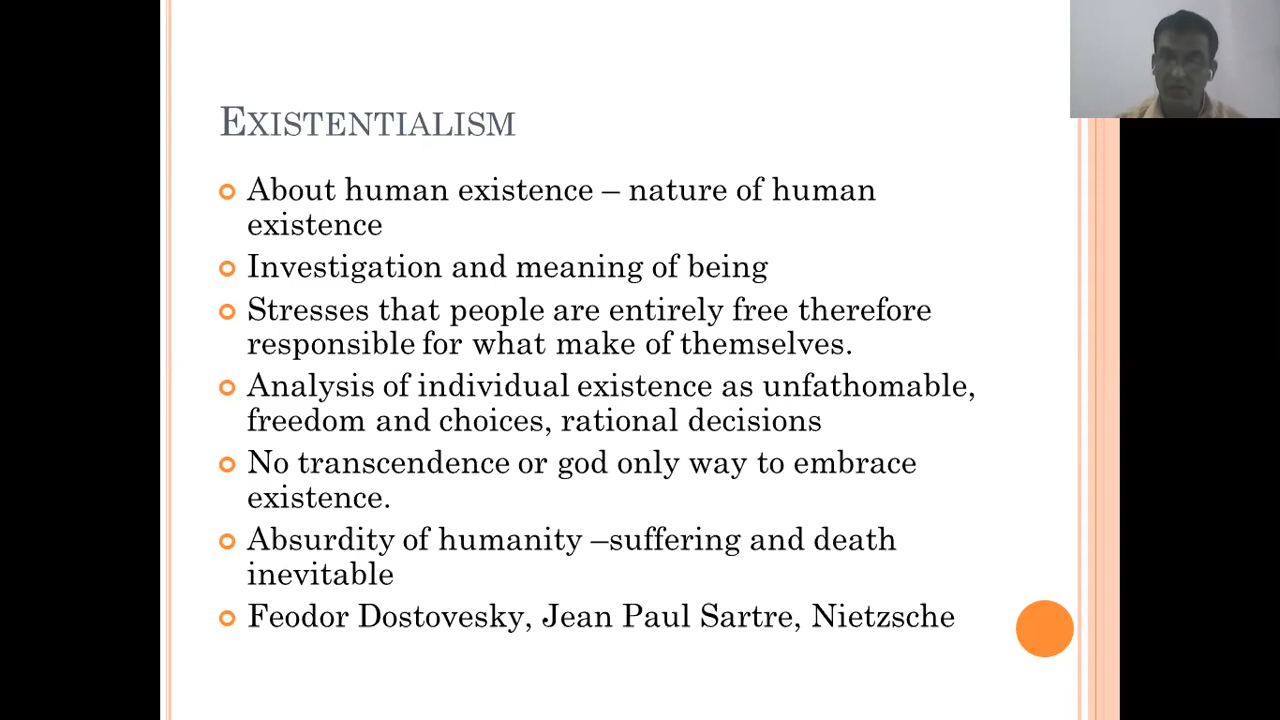 Existentialism
About human existence – nature of human
existence
Investigation and meaning of being
Stresses that people are entirely free therefore
responsible for what make of themselves.
Analysis of individual existence as unfathomable,
freedom and choices, rational decisions
No transcendence or god only way to embrace
existence.
Absurdity of humanity –suffering and death
inevitable
Feodor Dostovesky, Jean Paul Sartre, Nietzsche